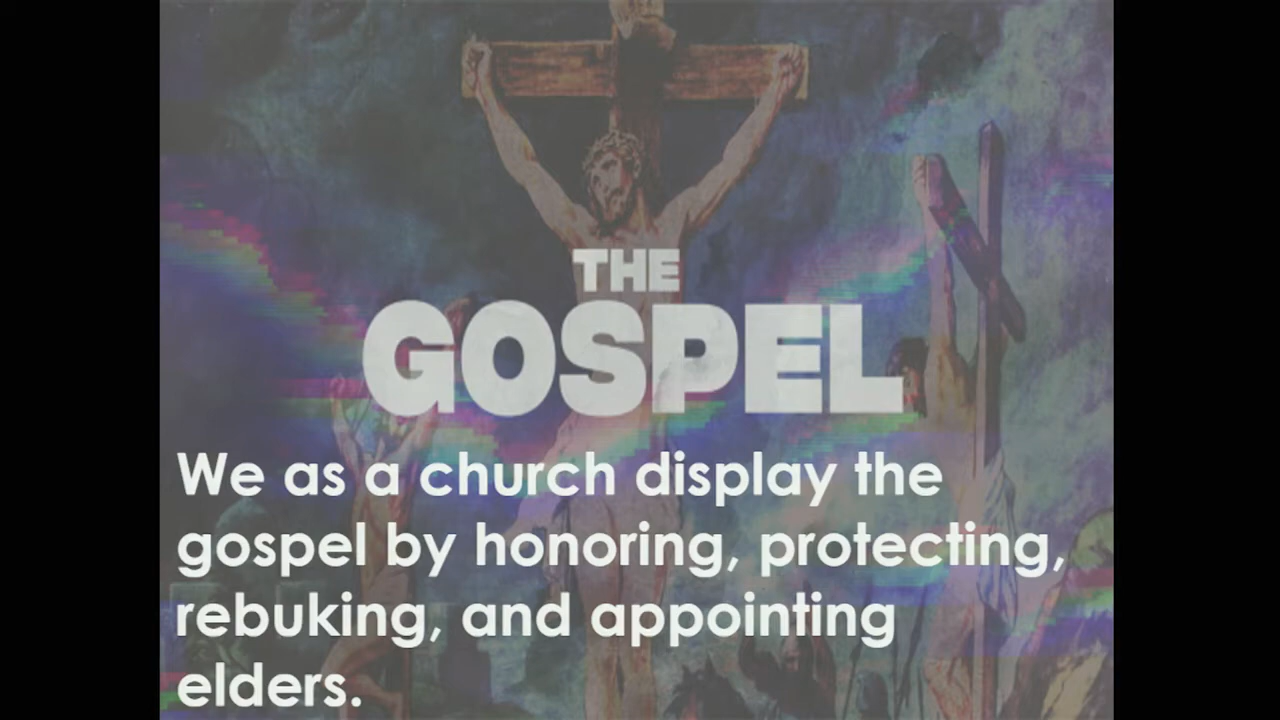 THE
GOSPEL
We as a church display the
gospel by honoring, protecting,
rebuking, and appointing
elders.